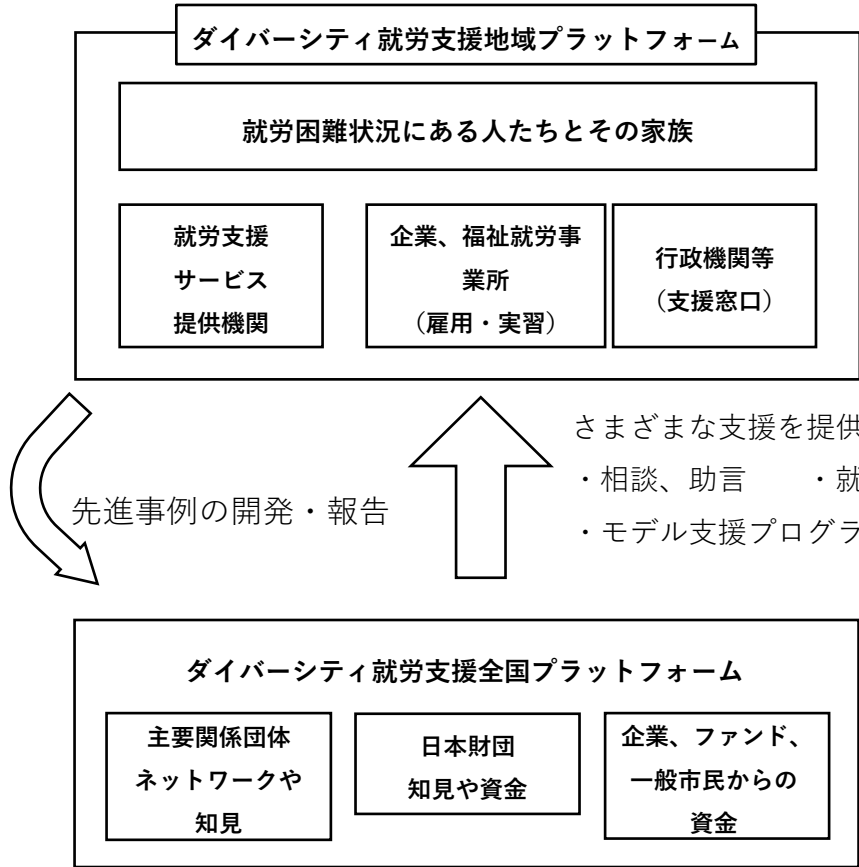 ダイバーシティ就労支援地域プラットフォーム
就労困難状況にある人たちとその家族
就労支援
サービス
提供機関
企業、福祉就労事
業所
（雇用・実習）
行政機関等
（支援窓口）
さまざまな支援を提供
・相談、助言　　・就
・モデル支援プログラ
先進事例の開発・報告
ダイバーシティ就労支援全国プラットフォーム
主要関係団体
ネットワークや
知見
日本財団
知見や資金
企業、ファンド、
一般市民からの
資金